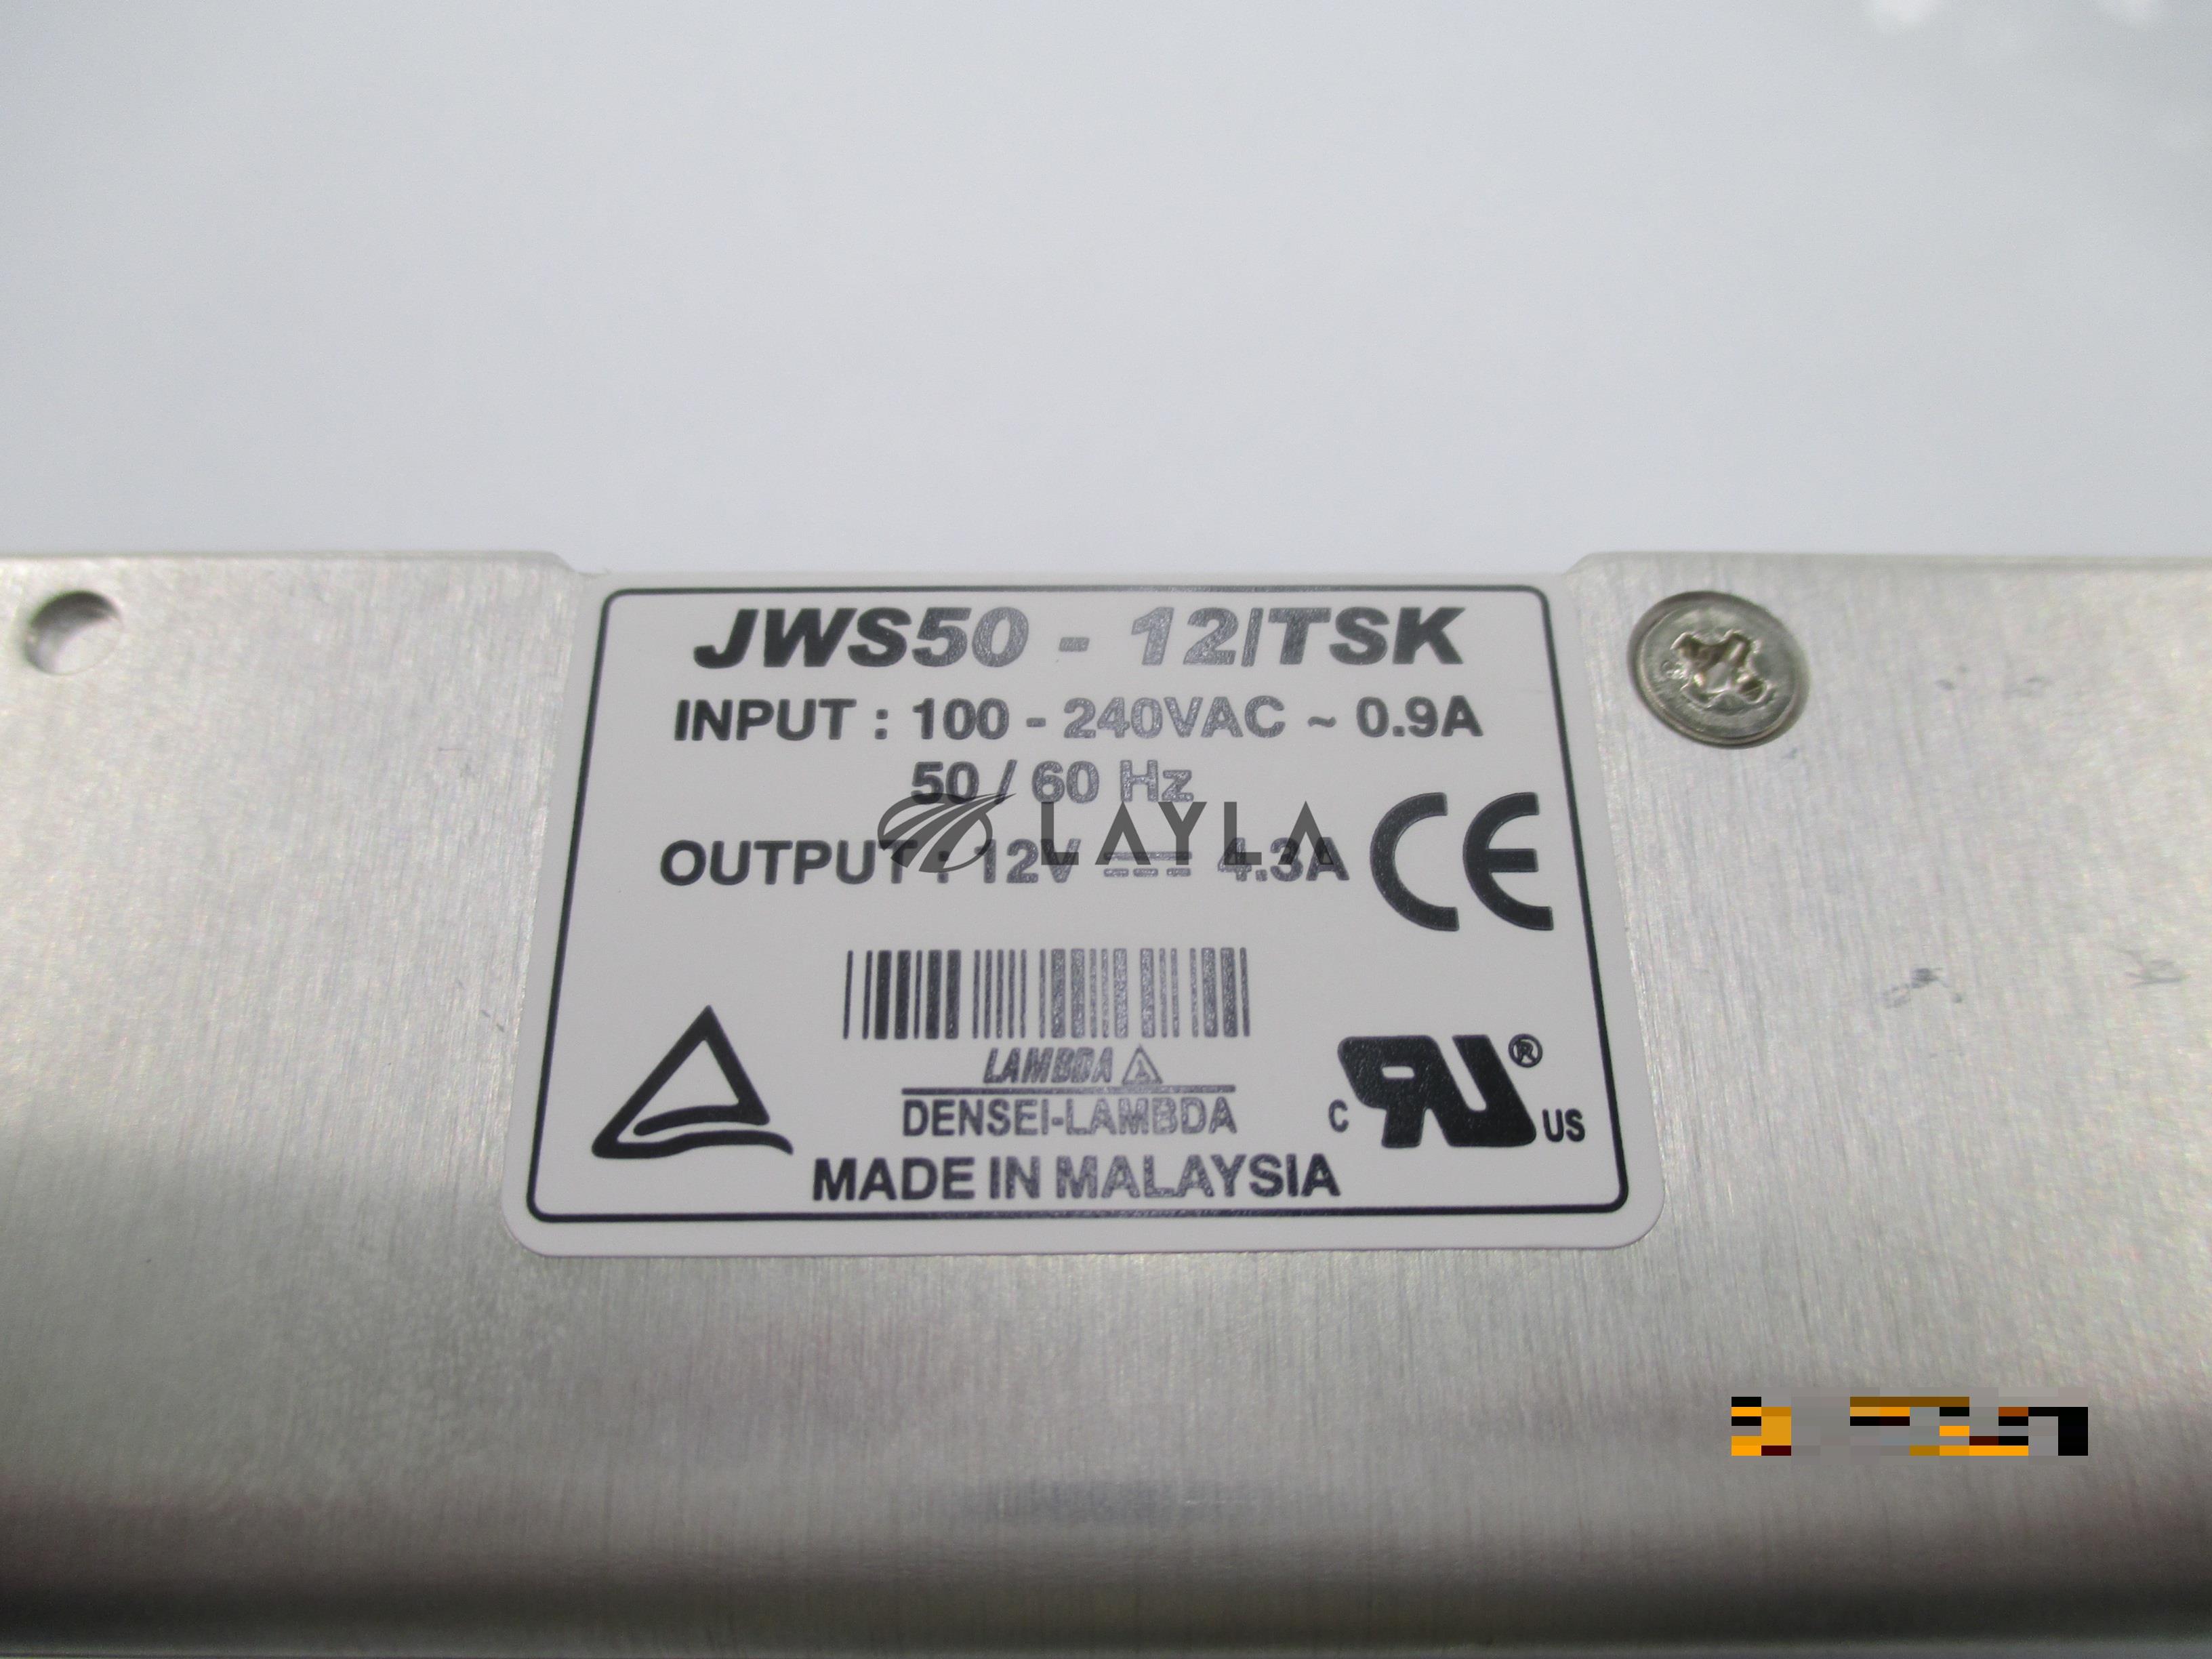 JWS50 - 12/TSK
INPUT : 100 - 240VAC ~ 0.9A
50 / 60 Hz
LAYLA
OUTPUT : 12V ⎓ 4.3A
CE
LAMBDA
DENSEI-LAMBDA
C RU ® US
MADE IN MALAYSIA